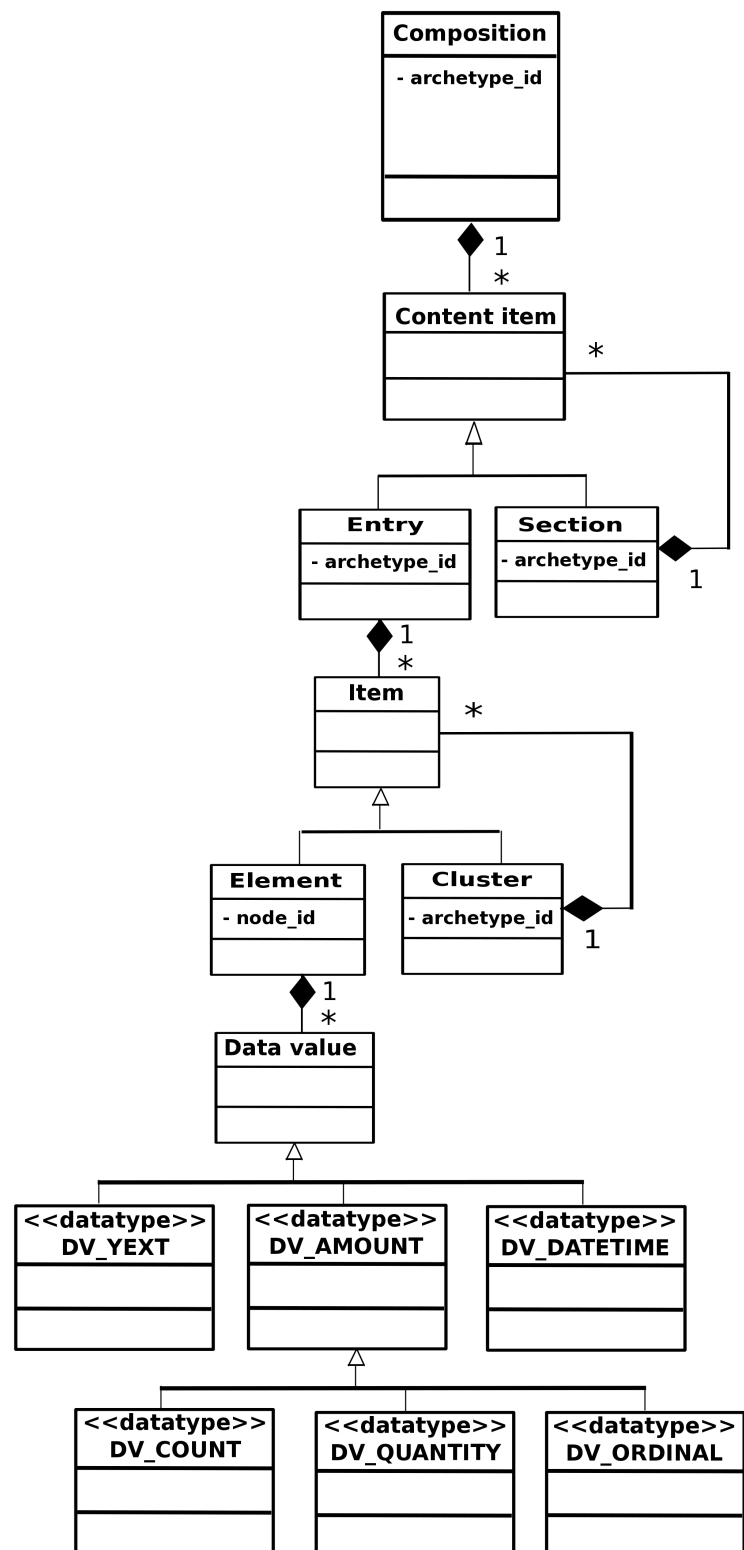 Composition
- archetype_id
1
*
Content item
*
Entry
Section
- archetype_id
- archetype_id
1
1
*
Item
*
Element
Cluster
- node_id
- archetype_id
1
1
*
Data value
<<datatype>>
DV_YEXT
<<datatype>>
DV_AMOUNT
<<datatype>>
DV_DATETIME
<<datatype>>
DV_COUNT
<<datatype>>
DV_QUANTITY
<<datatype>>
DV_ORDINAL